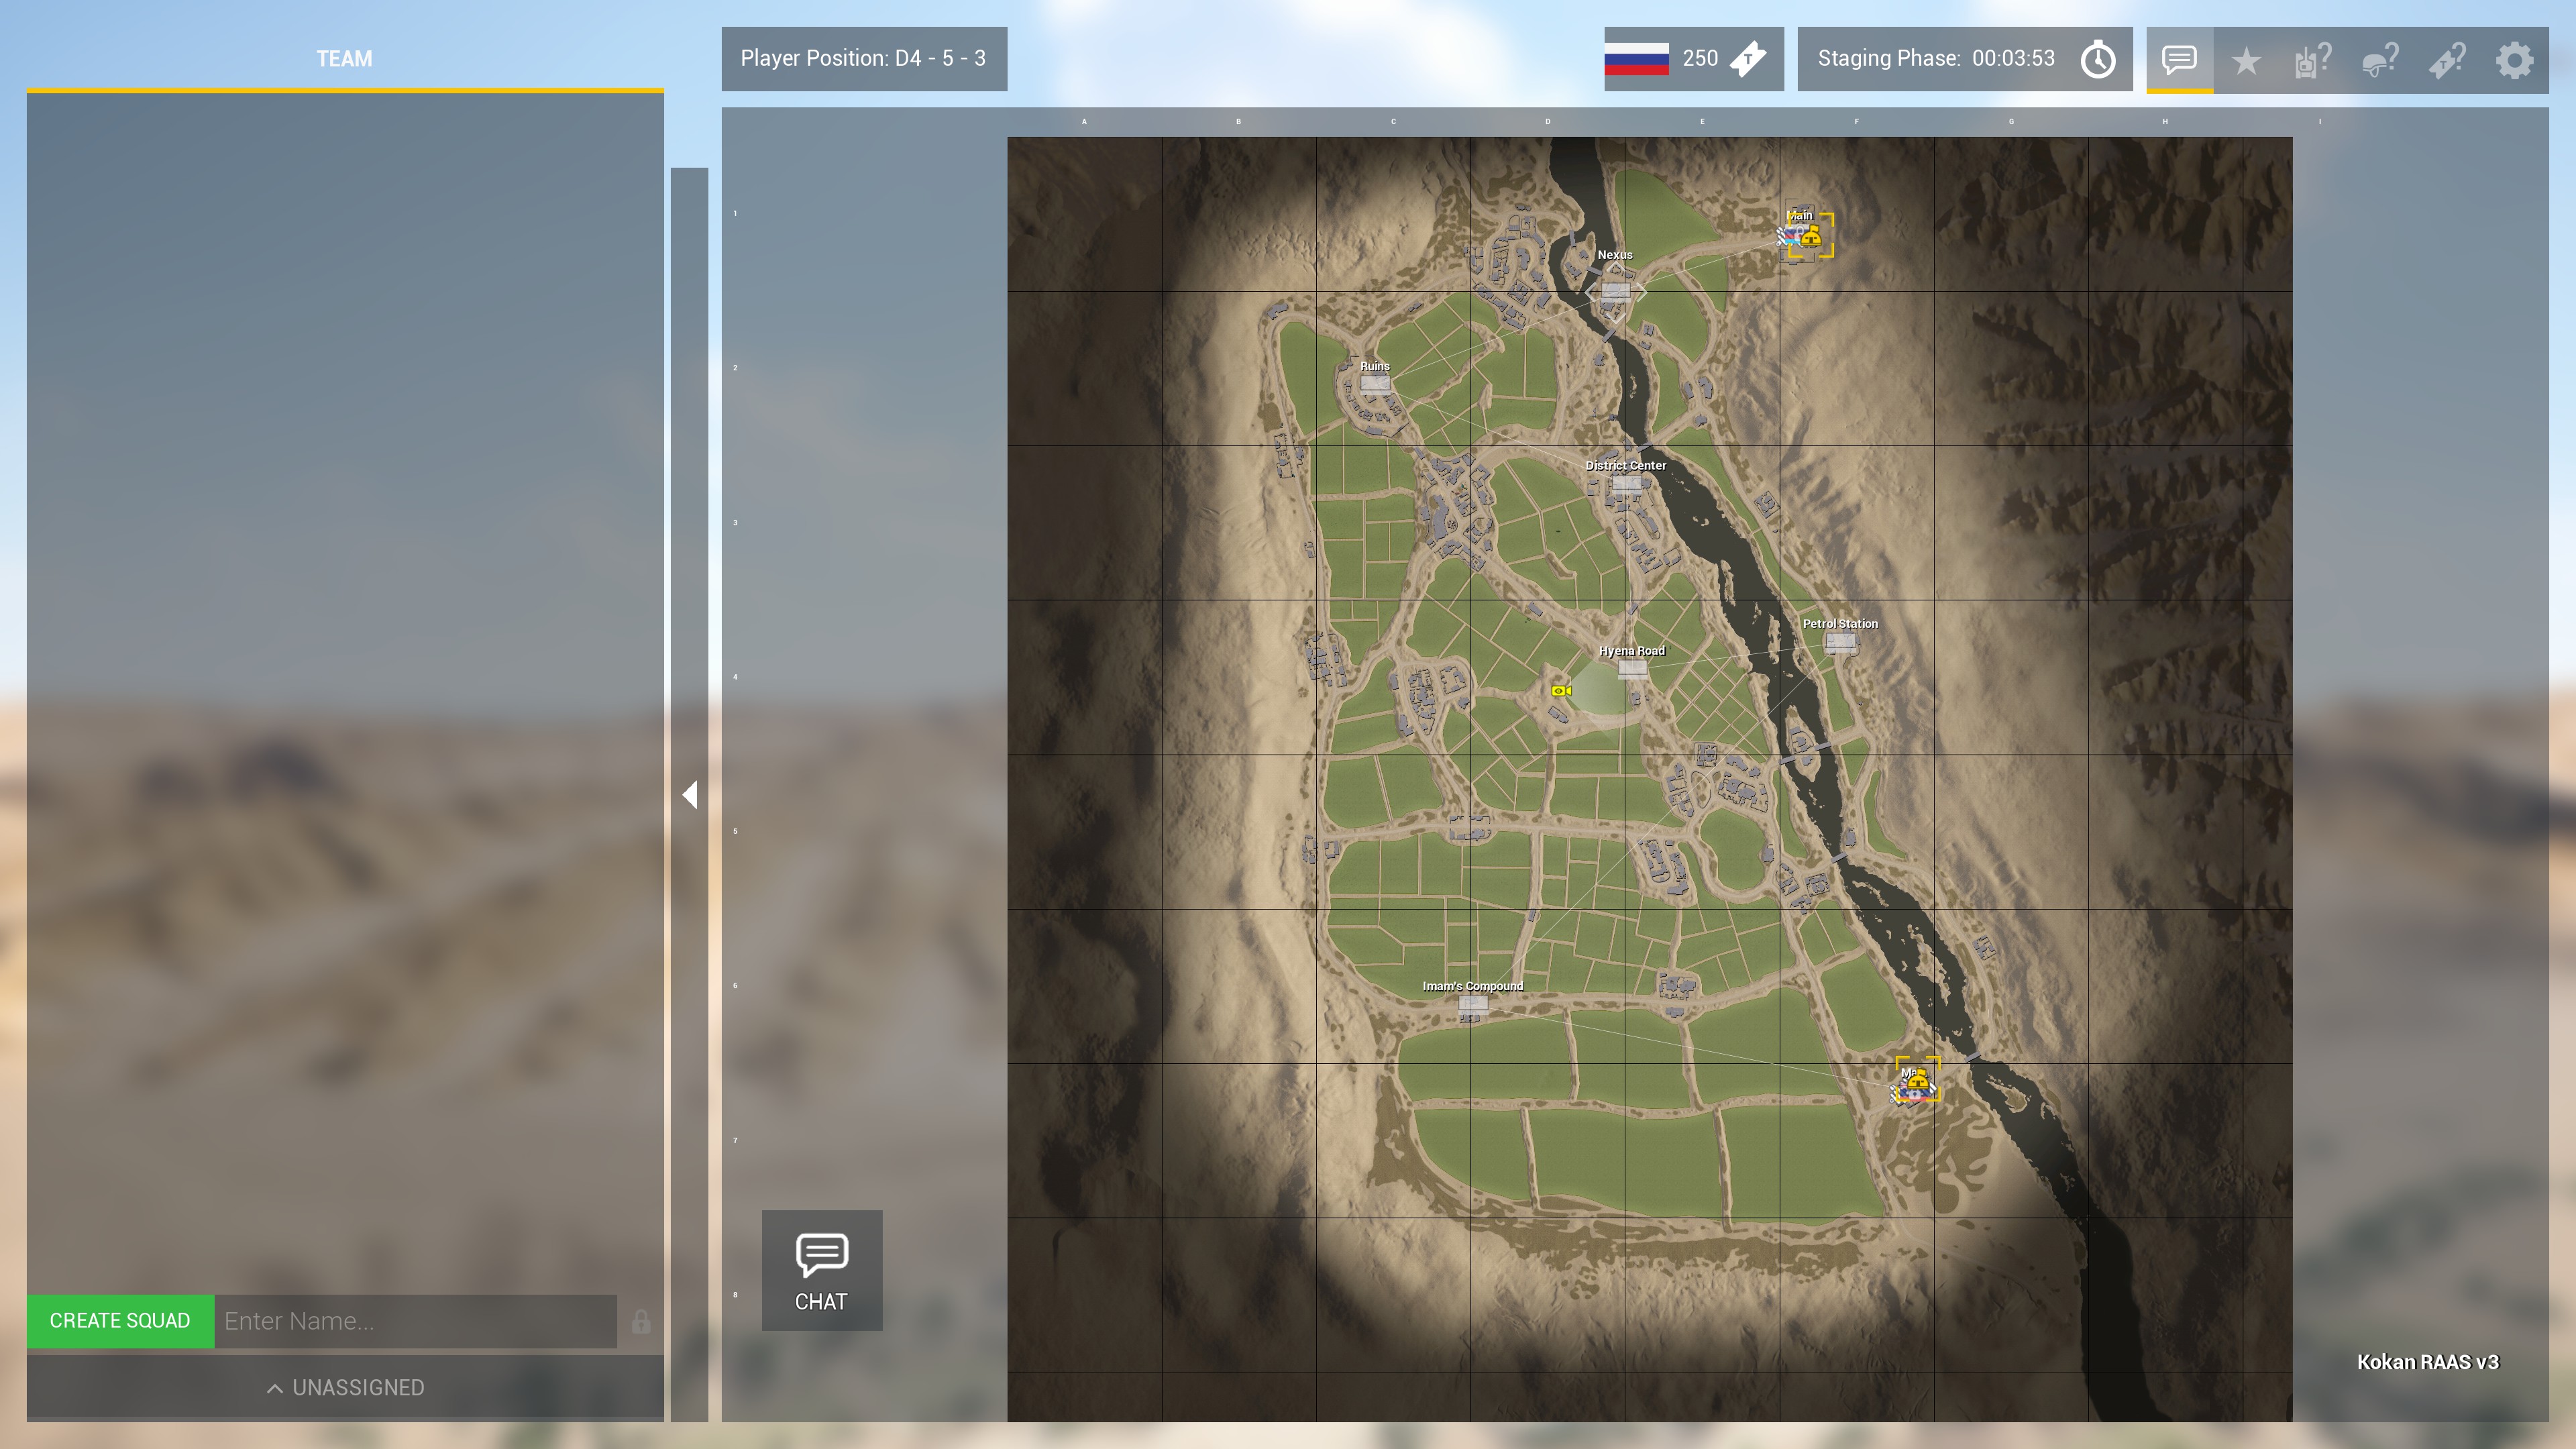 TEAM
Player Position: D4 - 5 - 3
250
T
Staging Phase: 00:03:53
? ? ?
A B C D E F G H I
1
Main
Nexus
2
Ruins
District Center
3
Petrol Station
Hyena Road
4
5
6
Imam's Compound
7
8
CHAT
CREATE SQUAD
Enter Name...
UNASSIGNED
Kokan RAAS v3